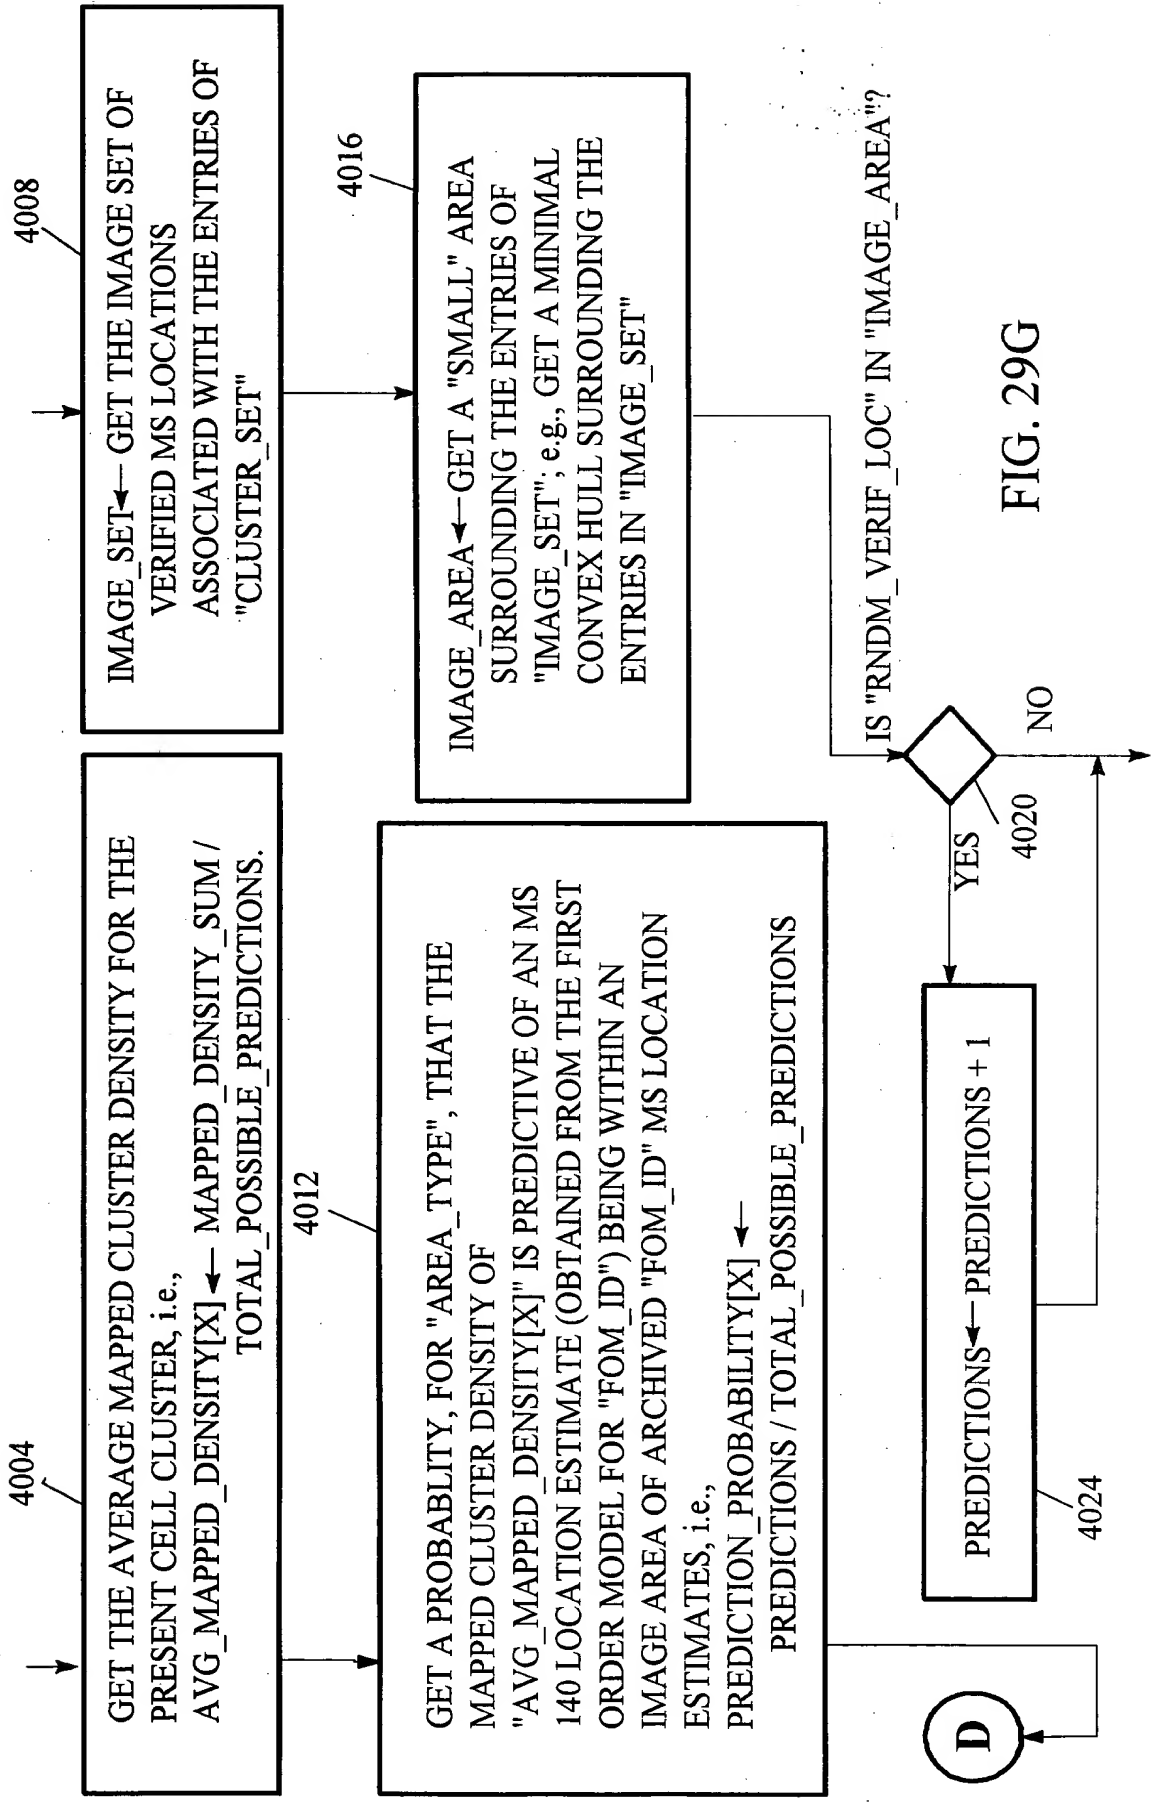 4004
GET THE AVERAGE MAPPED CLUSTER DENSITY FOR THE
PRESENT CELL CLUSTER, i.e.,
AVG_MAPPED_DENSITY[X] ← MAPPED_DENSITY_SUM /
TOTAL_POSSIBLE_PREDICTIONS.
4012
GET A PROBABLITY, FOR "AREA_TYPE", THAT THE
MAPPED CLUSTER DENSITY OF
"AVG_MAPPED_DENSITY[X]" IS PREDICTIVE OF AN MS
140 LOCATION ESTIMATE (OBTAINED FROM THE FIRST
ORDER MODEL FOR "FOM_ID") BEING WITHIN AN
IMAGE AREA OF ARCHIVED "FOM_ID" MS LOCATION
ESTIMATES, i.e.,
PREDICTION_PROBABILITY[X] ←
PREDICTIONS / TOTAL_POSSIBLE_PREDICTIONS
D
4008
IMAGE_SET ← GET THE IMAGE SET OF
VERIFIED MS LOCATIONS
ASSOCIATED WITH THE ENTRIES OF
"CLUSTER_SET"
4016
IMAGE_AREA ← GET A "SMALL" AREA
SURROUNDING THE ENTRIES OF
"IMAGE_SET"; e.g., GET A MINIMAL
CONVEX HULL SURROUNDING THE
ENTRIES IN "IMAGE_SET"
IS "RNDM_VERIF_LOC" IN "IMAGE_AREA"?
4020
YES
NO
PREDICTIONS ← PREDICTIONS + 1
4024
FIG. 29G